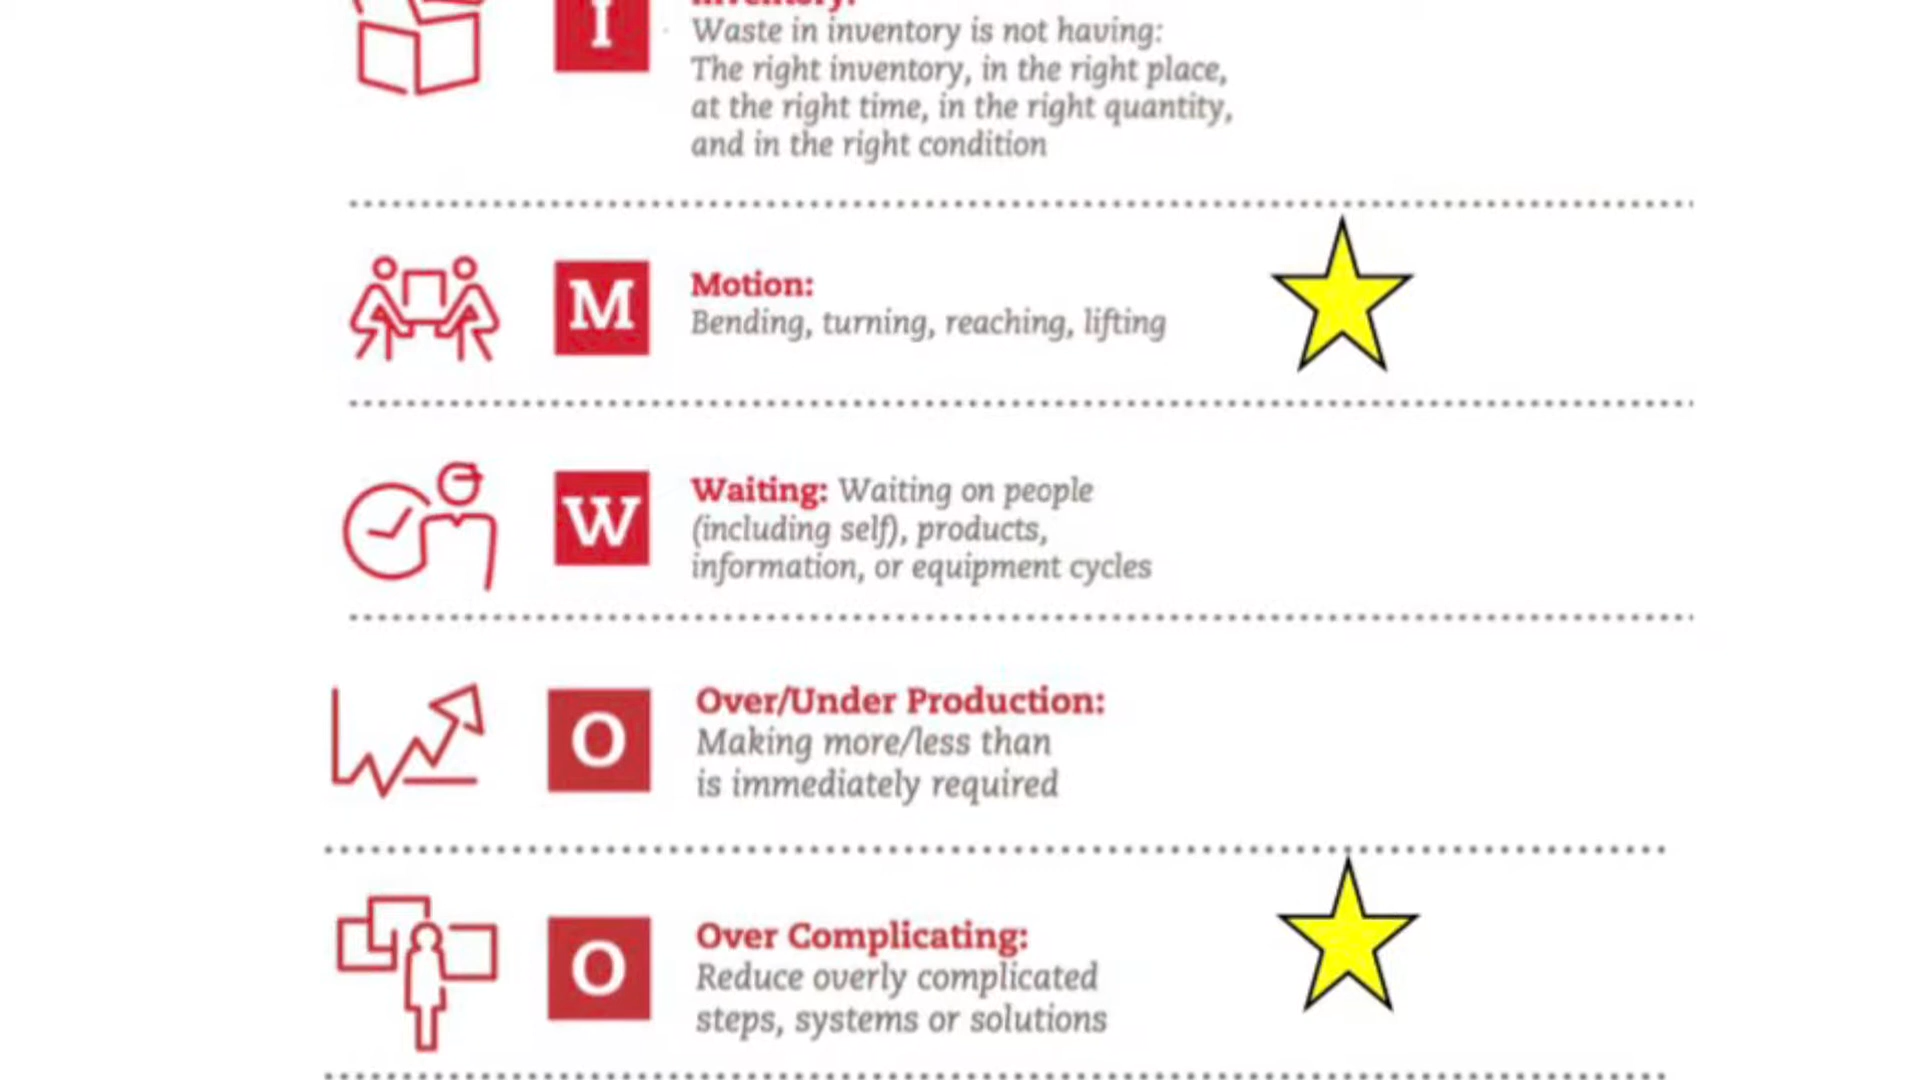 I
Inventory:
Waste in inventory is not having:
The right inventory, in the right place,
at the right time, in the right quantity,
and in the right condition
M
Motion:
Bending, turning, reaching, lifting
W
Waiting: Waiting on people
(including self), products,
information, or equipment cycles
O
Over/Under Production:
Making more/less than
is immediately required
O
Over Complicating:
Reduce overly complicated
steps, systems or solutions